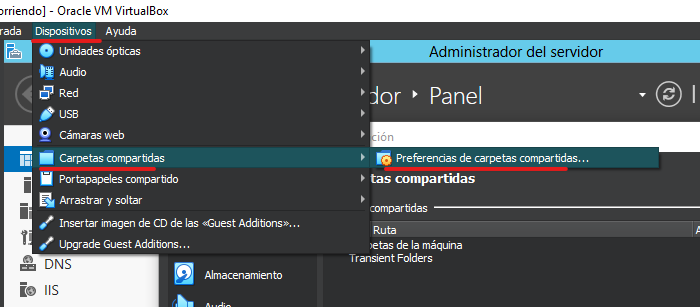 orriendo] - Oracle VM VirtualBox
rada Dispositivos Ayuda
Unidades ópticas
Administrador del servidor
Audio
Red
dor • Panel
USB
Cámaras web
ción
Carpetas compartidas
Preferencias de carpetas compartidas...
Portapapeles compartido
tas compartidas
Arrastrar y soltar
compartidas
Insertar imagen de CD de las «Guest Additions»...
Ruta A
petas de la máquina
Upgrade Guest Additions...
Transient Folders
DNS
Almacenamiento
IIS
Audio